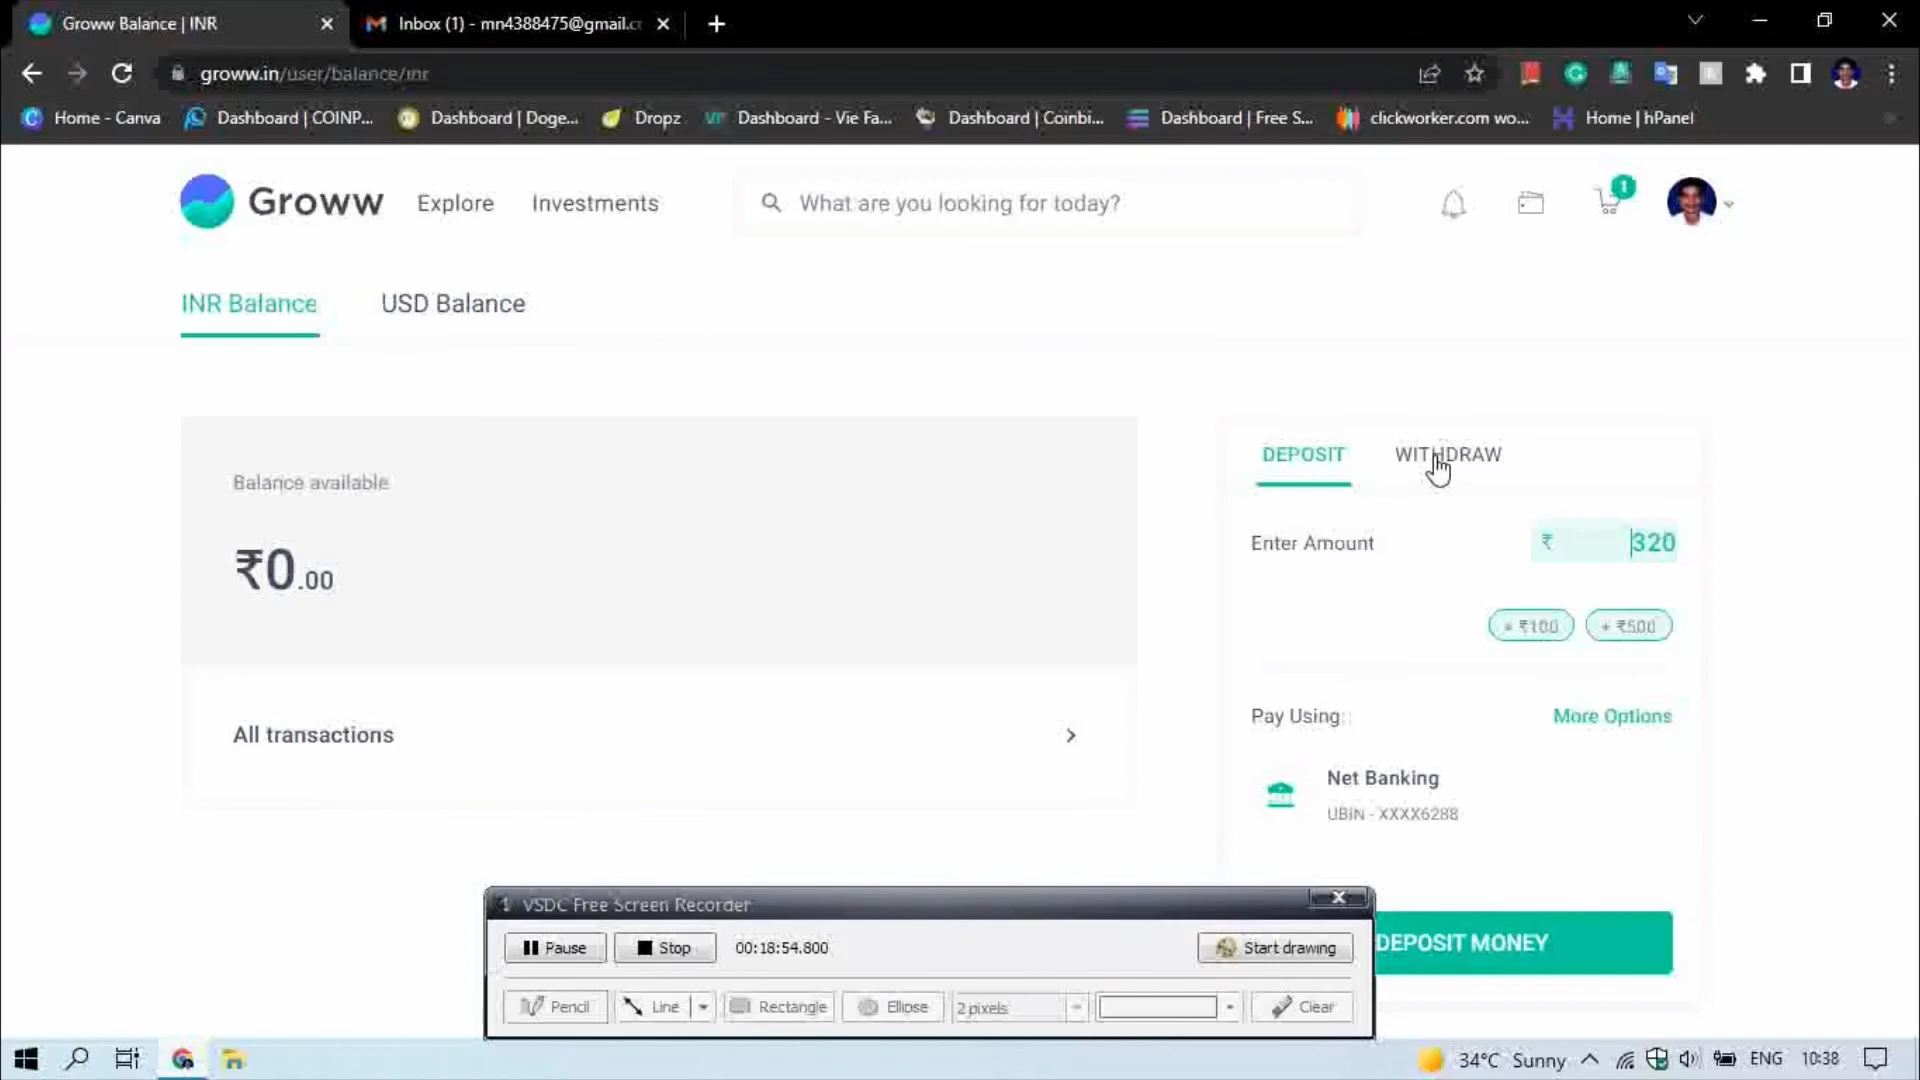 Groww Balance | INR
Inbox (1) - mn4388475@gmail.c
groww.in/user/balance/inr
Home - Canva
Dashboard | COINP...
Dashboard | Doge...
Dropz
Dashboard - Vie Fa...
Dashboard | Coinbi...
Dashboard | Free S...
clickworker.com wo...
Home | hPanel
Groww
Explore
Investments
What are you looking for today?
1
INR Balance
USD Balance
Balance available
₹0.00
All transactions
DEPOSIT
WITHDRAW
Enter Amount
₹ 320
+ ₹100
+ ₹500
Pay Using:
More Options
Net Banking
UBIN - XXXX6288
DEPOSIT MONEY
VSDC Free Screen Recorder
Pause
Stop
00:18:54.800
Start drawing
Pencil
Line
Rectangle
Ellipse
2 pixels
Clear
34°C Sunny
ENG
10:38